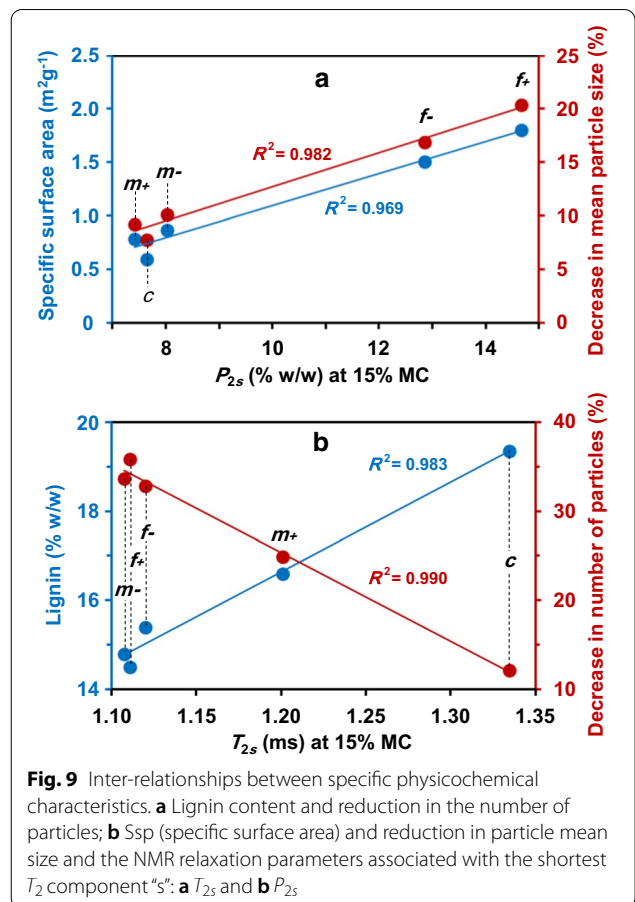 a
Specific surface area (m²g⁻¹)
Decrease in mean particle size (%)
2.5
2.0
1.5
1.0
0.5
0
25
20
15
10
5
0
m+
m-
c
f-
f+
R² = 0.982
R² = 0.969
8 10 12 14
P₂ₛ (% w/w) at 15% MC
b
Lignin (% w/w)
Decrease in number of particles (%)
20
18
16
14
40
30
20
10
10
R² = 0.983
R² = 0.990
m-
f+
f-
m+
c
1.10 1.15 1.20 1.25 1.30 1.35
T₂ₛ (ms) at 15% MC
Fig. 9 Inter-relationships between specific physicochemical
characteristics. a Lignin content and reduction in the number of
particles; b Ssp (specific surface area) and reduction in particle mean
size and the NMR relaxation parameters associated with the shortest
T₂ component “s”: a T₂ₛ and b P₂ₛ